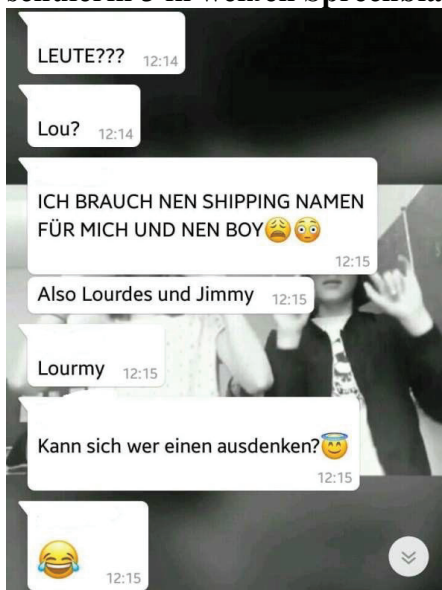 LEUTE??? 12:14
Lou? 12:14
ICH BRAUCH NEN SHIPPING NAMEN
FÜR MICH UND NEN BOY😩😳
12:15
Also Lourdes und Jimmy 12:15
Lourmy 12:15
Kann sich wer einen ausdenken?😇
12:15
😂 12:15